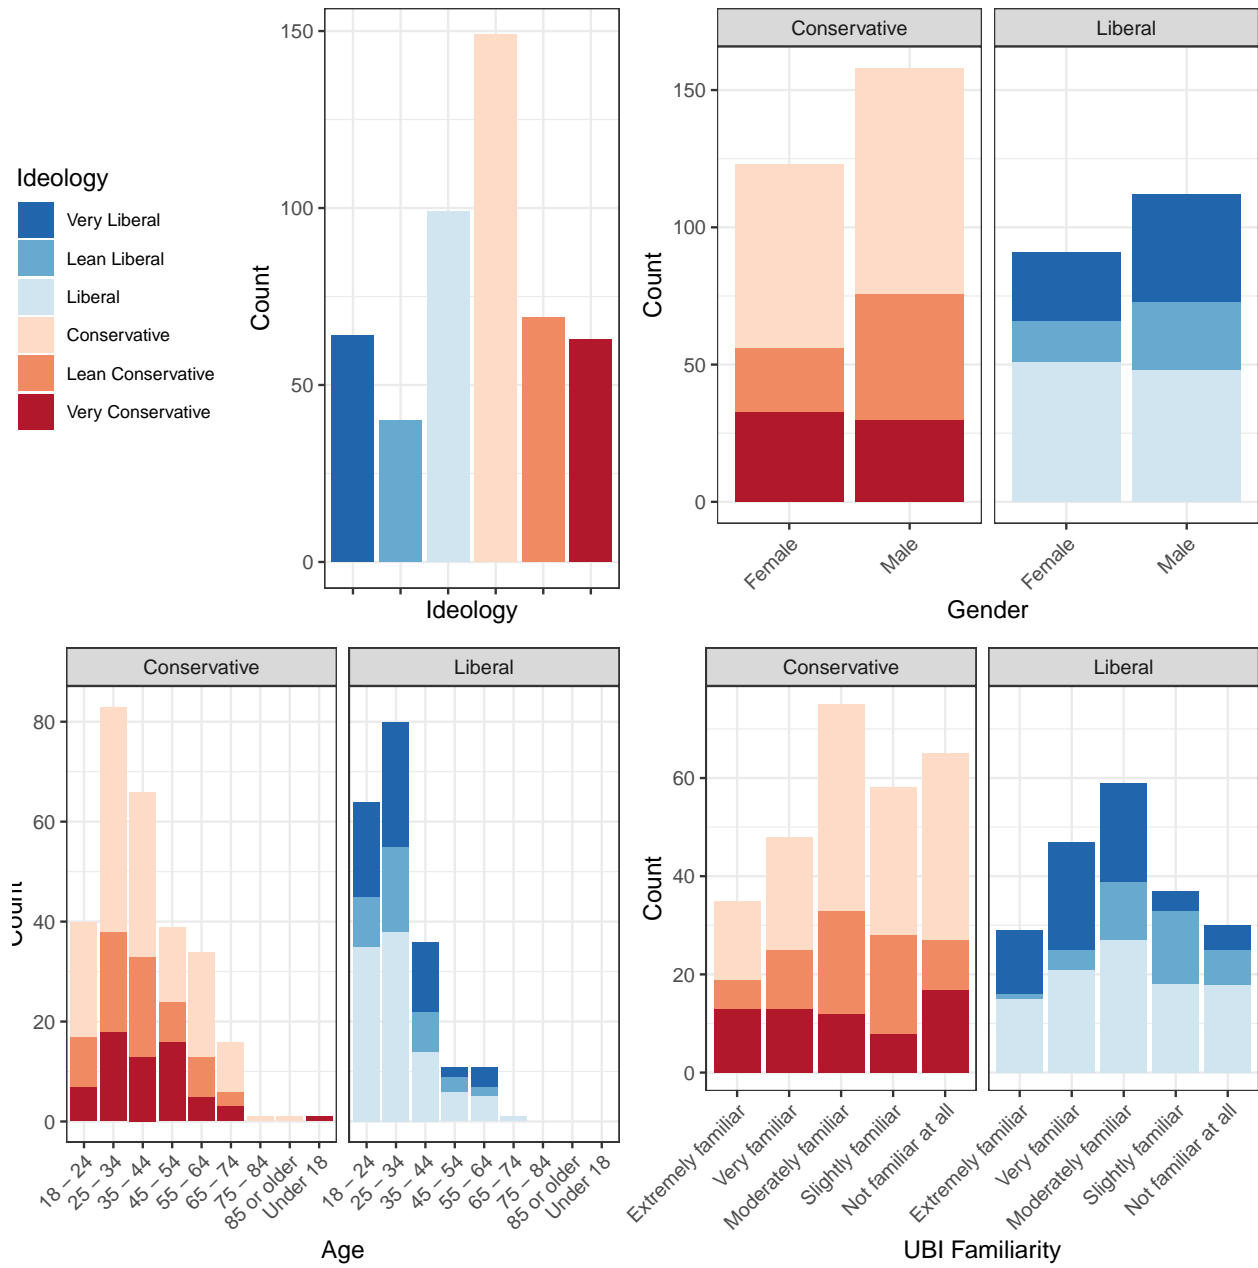 Ideology
Very Liberal
Lean Liberal
Liberal
Conservative
Lean Conservative
Very Conservative
150
100
50
0
Count
Ideology
Conservative
Liberal
150
100
50
0
Count
Female
Male
Female
Male
Gender
Conservative
Liberal
80
60
40
20
0
Count
18 – 24
25 – 34
35 – 44
45 – 54
55 – 64
65 – 74
75 – 84
85 or older
Under 18
18 – 24
25 – 34
35 – 44
45 – 54
55 – 64
65 – 74
75 – 84
85 or older
Under 18
Age
Conservative
Liberal
60
40
20
0
Count
Extremely familiar
Very familiar
Moderately familiar
Slightly familiar
Not familiar at all
Extremely familiar
Very familiar
Moderately familiar
Slightly familiar
Not familiar at all
UBI Familiarity